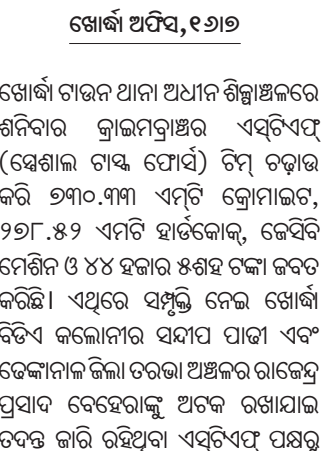 ଖୋର୍ଦ୍ଧା ଅଫିସ,୧୬।୭
ଖୋର୍ଦ୍ଧା ଟାଉନ ଥାନା ଅଧୀନ ଶିଳ୍ପାଞ୍ଚଳରେ
ଶନିବାର କ୍ରାଇମବ୍ରାଞ୍ଚର ଏସ୍‌ଟିଏଫ୍
(ସ୍ପେଶାଲ ଟାସ୍କ ଫୋର୍ସ) ଟିମ୍ ଚଢ଼ାଉ
କରି ୭୩୦.୩୩ ଏମ୍‌ଟି କ୍ରୋମାଇଟ,
୨୭୮.୫୨ ଏମଟି ହାର୍ଡକୋକ୍, ଜେସିବି
ମେଶିନ ଓ ୪୪ ହଜାର ୫ଶହ ଟଙ୍କା ଜବତ
କରିଛି। ଏଥିରେ ସମ୍ପୃକ୍ତି ନେଇ ଖୋର୍ଦ୍ଧା
ବିଡିଏ କଲୋନୀର ସନ୍ଦୀପ ପାଢୀ ଏବଂ
ଢେଙ୍କାନାଳ ଜିଲା ତରଭା ଅଞ୍ଚଳର ରାଜେନ୍ଦ୍ର
ପ୍ରସାଦ ବେହେରାଙ୍କୁ ଅଟକ ରଖାଯାଇ
ତଦନ୍ତ ଜାରି ରହିଥିବା ଏସ୍‌ଟିଏଫ୍ ପକ୍ଷରୁ